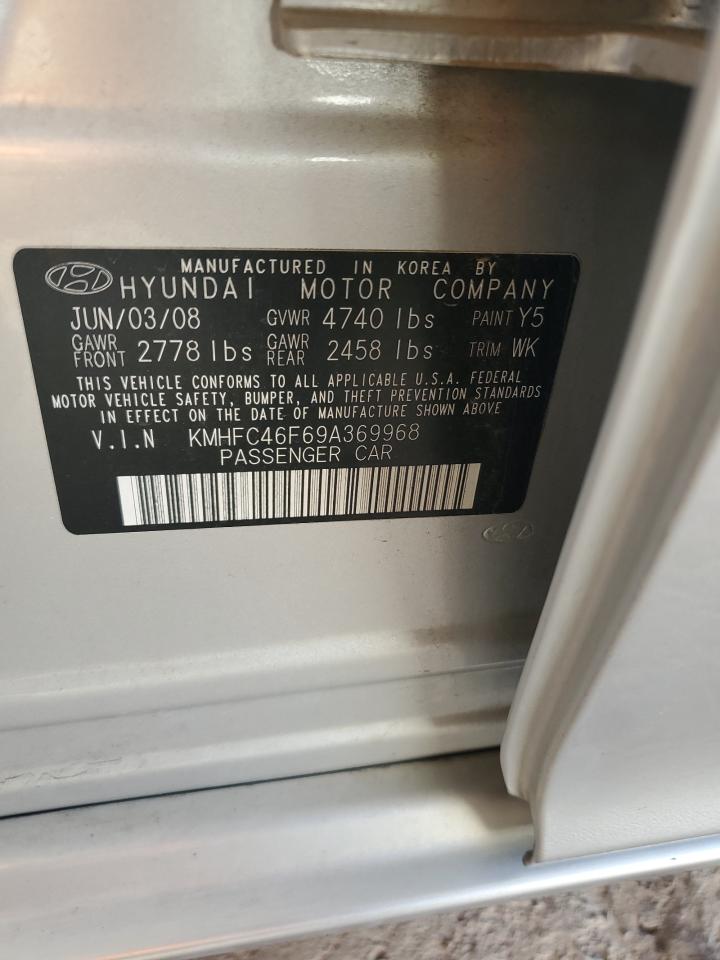 MANUFACTURED IN KOREA BY
HYUNDAI MOTOR COMPANY
JUN/03/08 GVWR 4740 lbs PAINT Y5
GAWR FRONT 2778 lbs GAWR REAR 2458 lbs TRIM WK
THIS VEHICLE CONFORMS TO ALL APPLICABLE U.S.A. FEDERAL
MOTOR VEHICLE SAFETY, BUMPER, AND THEFT PREVENTION STANDARDS
IN EFFECT ON THE DATE OF MANUFACTURE SHOWN ABOVE
V.I.N KMHFC46F69A369968
PASSENGER CAR